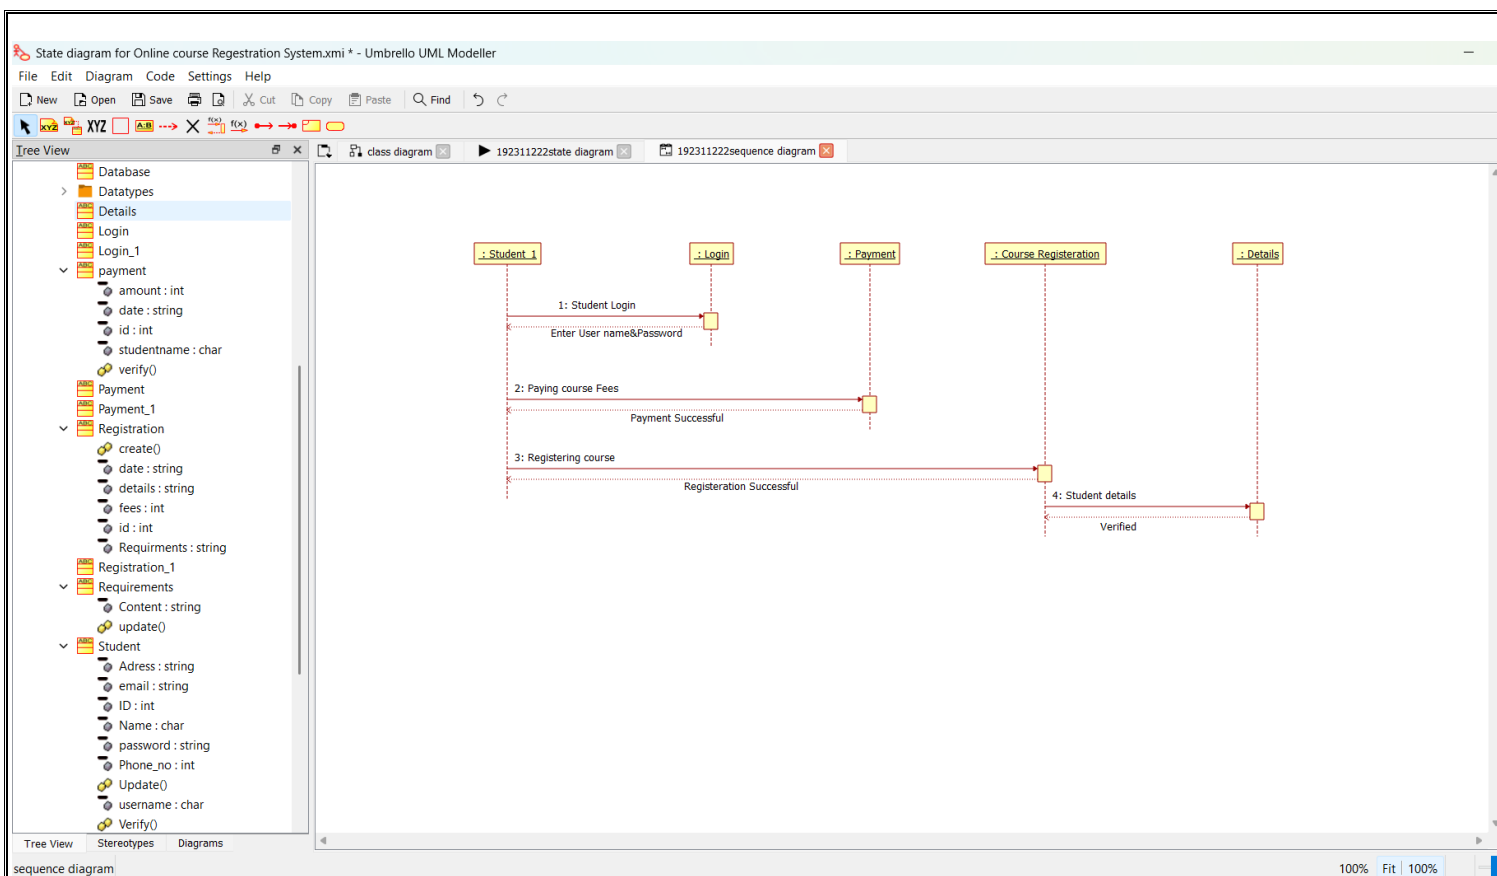 State diagram for Online course Regestration System.xmi * - Umbrello UML Modeller
File Edit Diagram Code Settings Help
New Open Save Cut Copy Paste Find
XYZ XYZ A:B f(x) f(x)
Tree View
class diagram 192311222state diagram 192311222sequence diagram
Database
Datatypes
Details
Login
Login_1
payment
amount : int
date : string
id : int
studentname : char
verify()
Payment
Payment_1
Registration
create()
date : string
details : string
fees : int
id : int
Requirments : string
Registration_1
Requirements
Content : string
update()
Student
Adress : string
email : string
ID : int
Name : char
password : string
Phone_no : int
Update()
username : char
Verify()
Tree View Stereotypes Diagrams
sequence diagram
: Student_1 : Login : Payment : Course Registeration : Details
1: Student Login
Enter User name&Password
2: Paying course Fees
Payment Successful
3: Registering course
Registeration Successful
4: Student details
Verified
100% Fit 100%